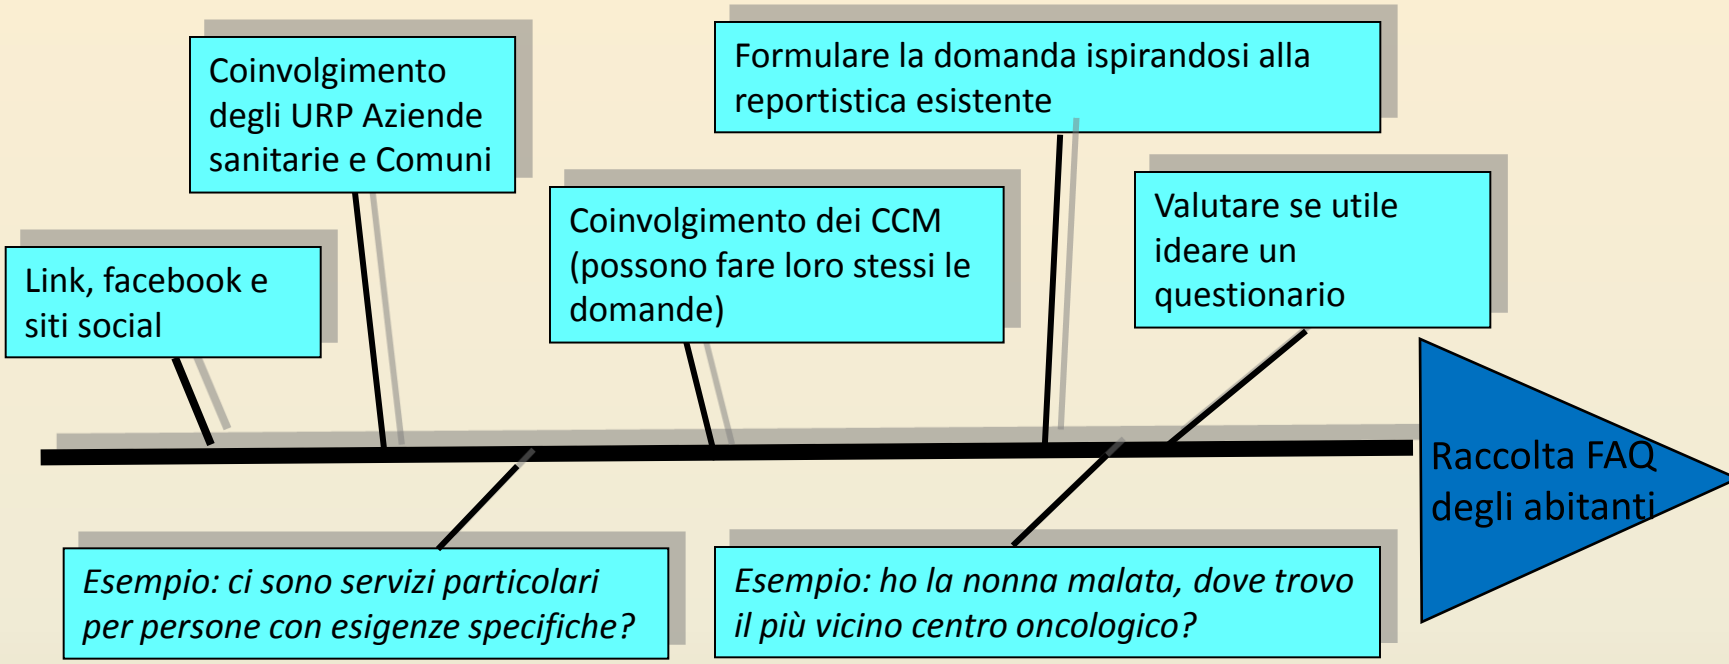 Coinvolgimento
degli URP Aziende
sanitarie e Comuni
Formulare la domanda ispirandosi alla
reportistica esistente
Link, facebook e
siti social
Coinvolgimento dei CCM
(possono fare loro stessi le
domande)
Valutare se utile
ideare un
questionario
Raccolta FAQ
degli abitanti
Esempio: ci sono servizi particolari
per persone con esigenze specifiche?
Esempio: ho la nonna malata, dove trovo
il più vicino centro oncologico?